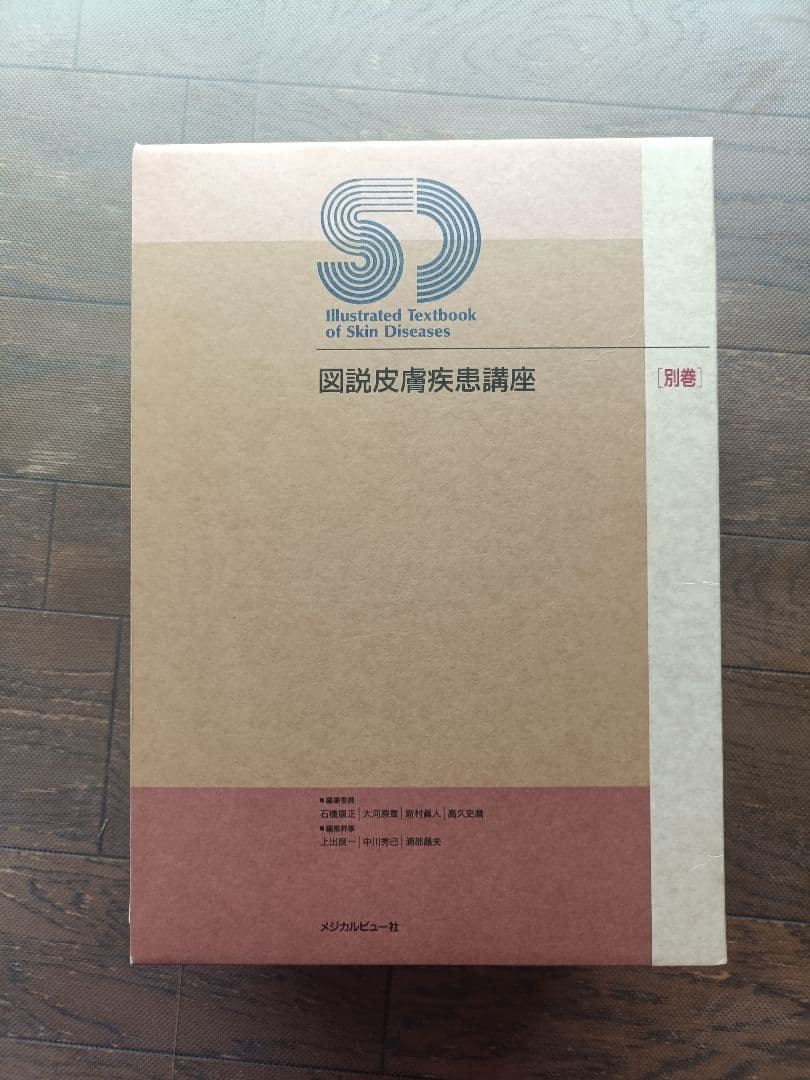 SD
Illustrated Textbook
of Skin Diseases
図説皮膚疾患講座 [別巻]
■編集委員
石橋康正|大河原章|新村眞人|高久史麿
■編集幹事
上出良一|中川秀己|渡部晶夫
メジカルビュー社